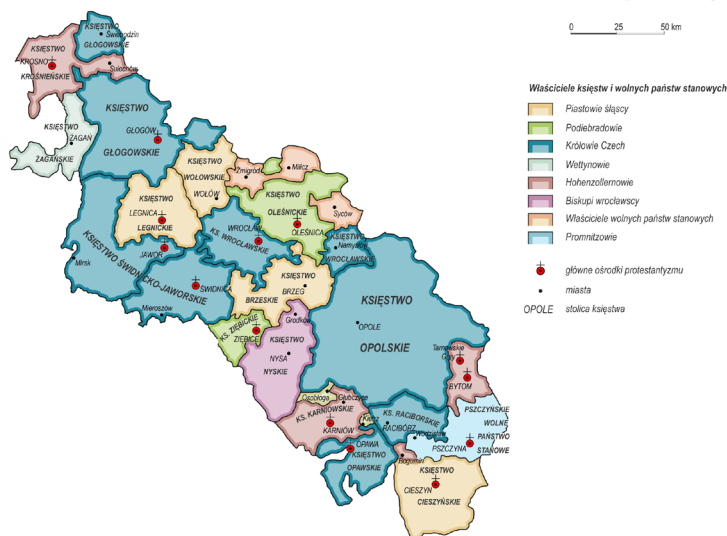 0 25 50 km
Właściciele księstw i wolnych państw stanowych
Piastowie śląscy
Podiebradowie
Królowie Czech
Wettynowie
Hohenzollernowie
Biskupi wrocławscy
Właściciele wolnych państw stanowych
Promnitzowie
główne ośrodki protestantyzmu
miasta
OPOLE stolica księstwa
KSIĘSTWO
Świebodzin
GŁOGOWSKIE
KSIĘSTWO
KROSNO
KROŚNIEŃSKIE
Sulechów
KSIĘSTWO
ŻAGAŃ
ŻAGAŃSKIE
KSIĘSTWO
GŁOGÓW
GŁOGOWSKIE
KSIĘSTWO
WOŁOWSKIE
WOŁÓW
Żmigród
Milicz
KSIĘSTWO
OLEŚNICKIE
OLEŚNICA
Syców
KSIĘSTWO
LEGNICA
LEGNICKIE
WROCŁAW
KS. WROCŁAWSKIE
KSIĘSTWO
Namysłów
WROCŁAWSKIE
JAWOR
KSIĘSTWO ŚWIDNICKO-JAWORSKIE
Mirsk
ŚWIDNICA
Mieroszów
KSIĘSTWO
BRZEG
BRZESKIE
KS. ZIĘBICKIE
ZIĘBICE
Grodków
KSIĘSTWO
NYSA
NYSKIE
KSIĘSTWO
OPOLE
OPOLSKIE
Tarnowskie
Góry
BYTOM
Osobłoga
Głubczyce
KS. KARNIOWSKIE
KARNIÓW
Kietrz
KS. RACIBORSKIE
RACIBÓRZ
Wodzisław
PSZCZYŃSKIE
WOLNE
PAŃSTWO
STANOWE
PSZCZYNA
OPAWA
KSIĘSTWO
OPAWSKIE
Bogumin
KSIĘSTWO
CIESZYN
CIESZYŃSKIE